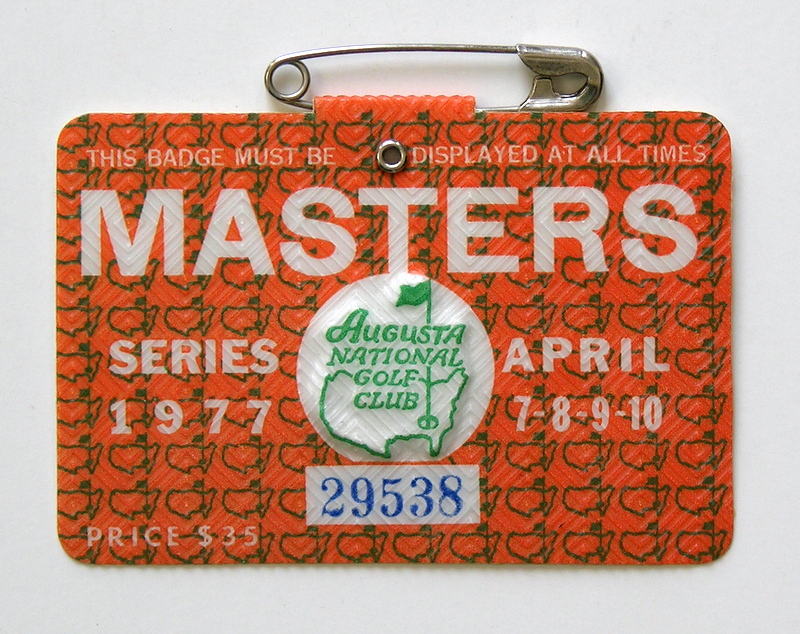 THIS BADGE MUST BE DISPLAYED AT ALL TIMES
MASTERS
SERIES
1977
AUGUSTA
NATIONAL
GOLF
CLUB
APRIL
7-8-9-10
29538
PRICE $35